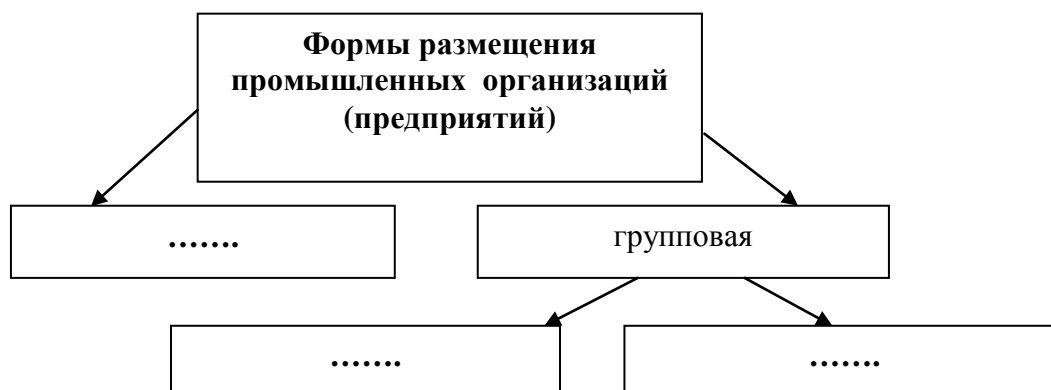 Формы размещения
промышленных организаций
(предприятий)
.......
групповая
.......
.......